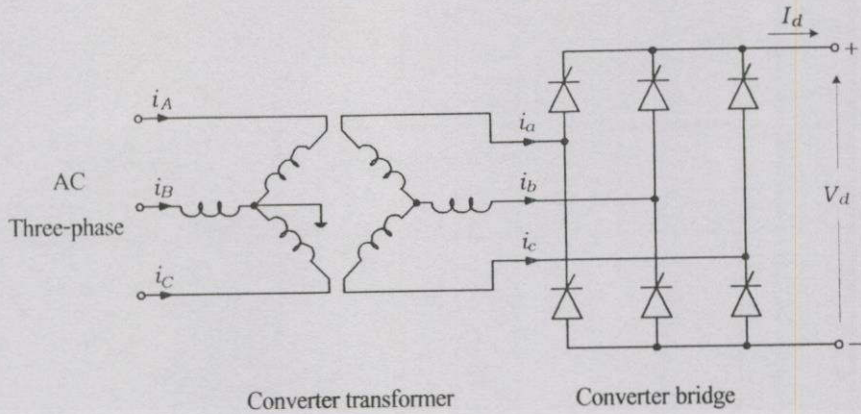 I_d
+
i_A
i_a
AC
i_B
i_b
V_d
Three-phase
i_C
i_c
−
Converter transformer
Converter bridge